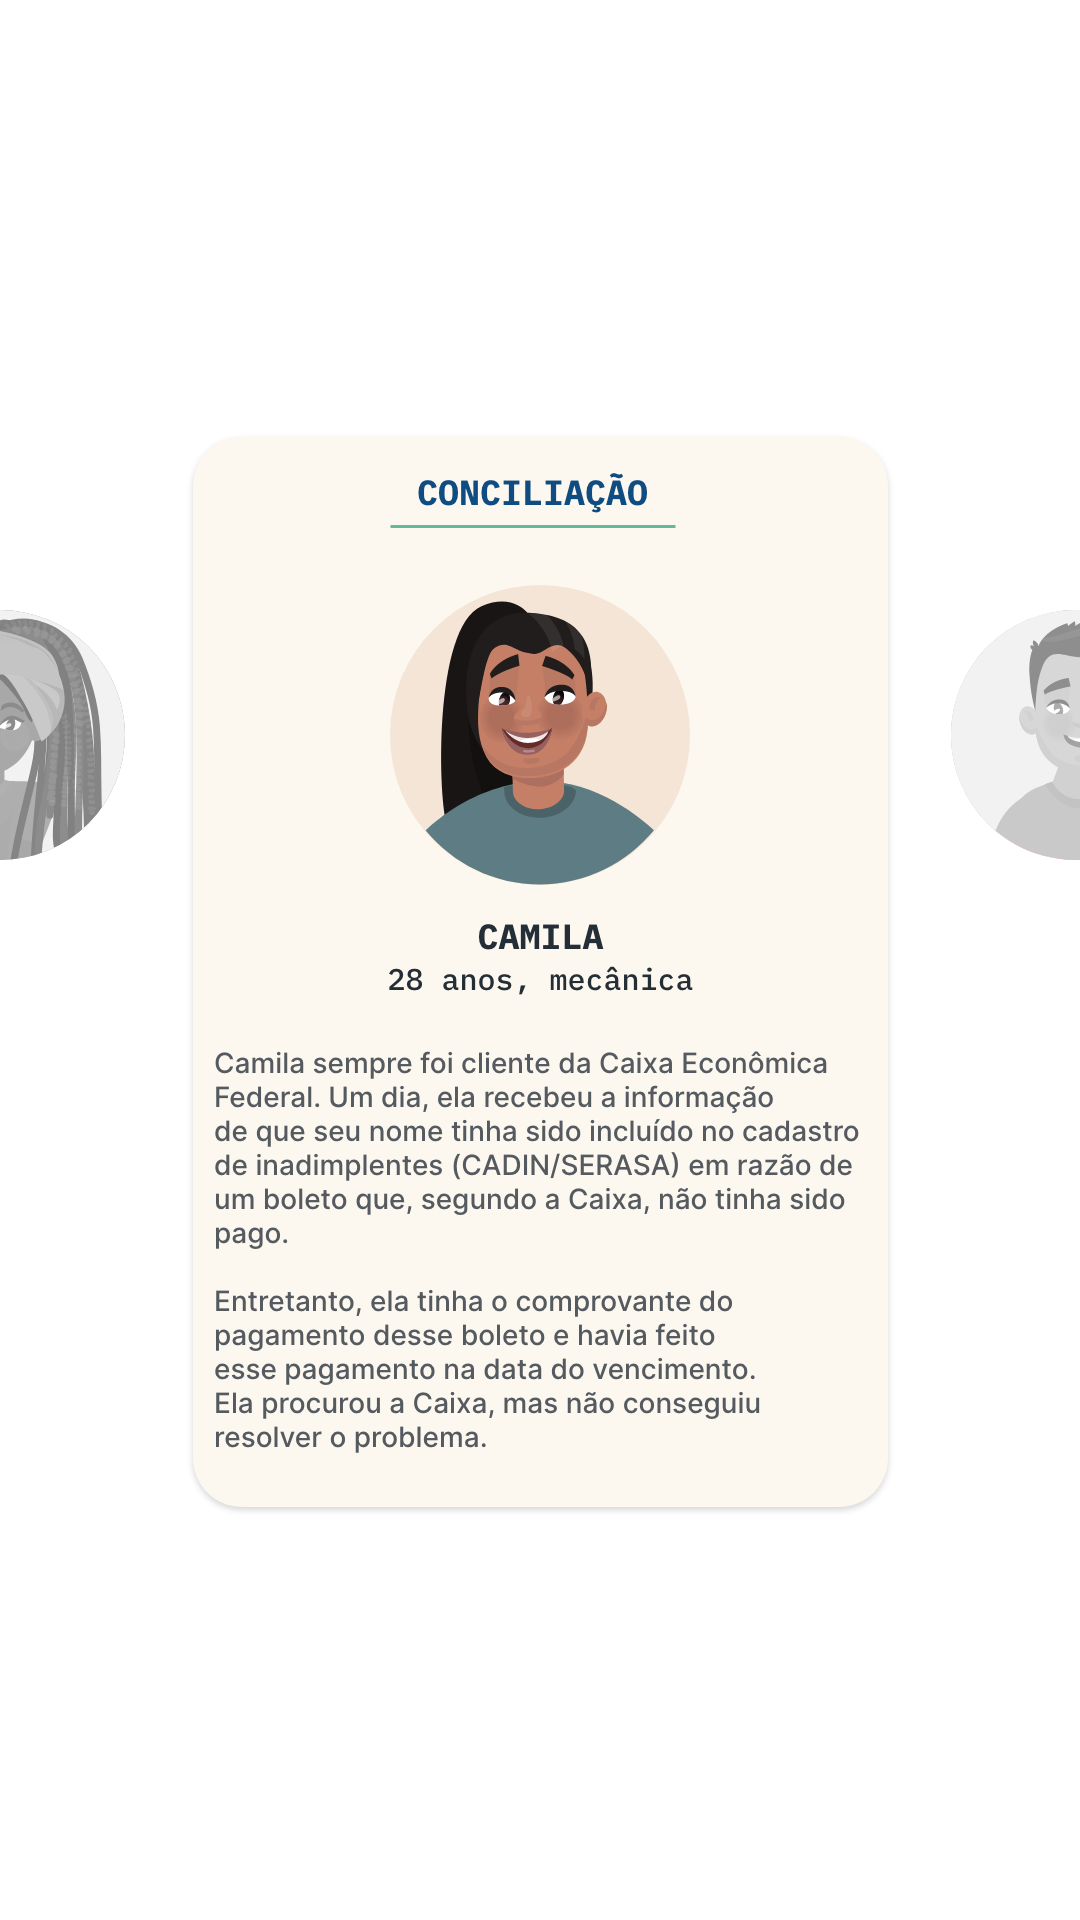 CONCILIAÇÃO
CAMILA
28 anos, mecânica
Camila sempre foi cliente da Caixa Econômica
Federal. Um dia, ela recebeu a informação
de que seu nome tinha sido incluído no cadastro
de inadimplentes (CADIN/SERASA) em razão de
um boleto que, segundo a Caixa, não tinha sido
pago.
Entretanto, ela tinha o comprovante do
pagamento desse boleto e havia feito
esse pagamento na data do vencimento.
Ela procurou a Caixa, mas não conseguiu
resolver o problema.